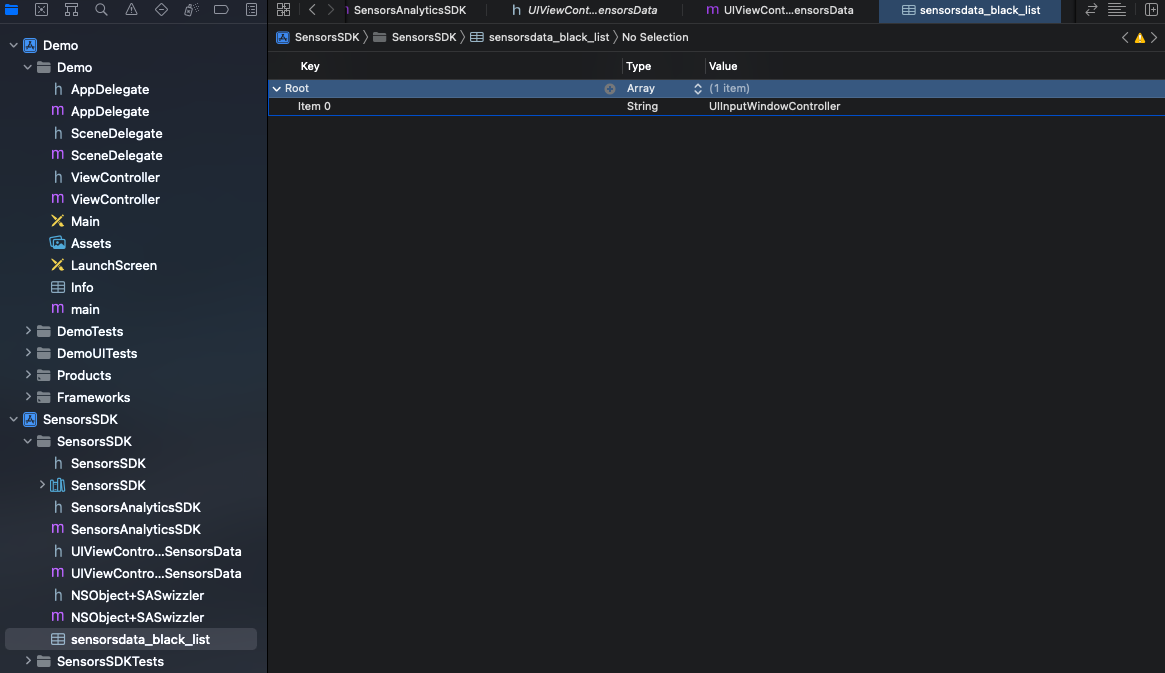 SensorsAnalyticsSDK
h UIViewCont...ensorsData
m UIViewCont...ensorsData
sensorsdata_black_list
SensorsSDK
SensorsSDK
sensorsdata_black_list
No Selection
Key Type Value
Root Array (1 item)
Item 0 String UIInputWindowController
Demo
Demo
h AppDelegate
m AppDelegate
h SceneDelegate
m SceneDelegate
h ViewController
m ViewController
Main
Assets
LaunchScreen
Info
m main
DemoTests
DemoUITests
Products
Frameworks
SensorsSDK
SensorsSDK
h SensorsSDK
SensorsSDK
h SensorsAnalyticsSDK
m SensorsAnalyticsSDK
h UIViewContro...SensorsData
m UIViewContro...SensorsData
h NSObject+SASwizzler
m NSObject+SASwizzler
sensorsdata_black_list
SensorsSDKTests